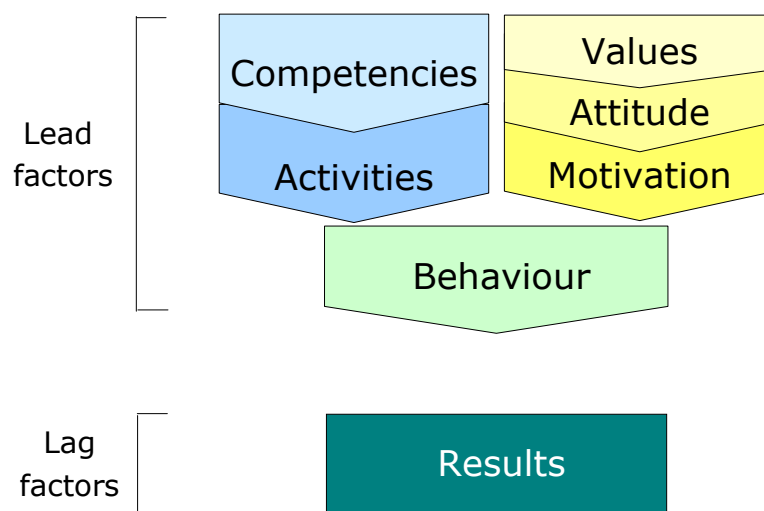 Competencies
Values
Attitude
Lead
factors
Activities
Motivation
Behaviour
Lag
factors
Results